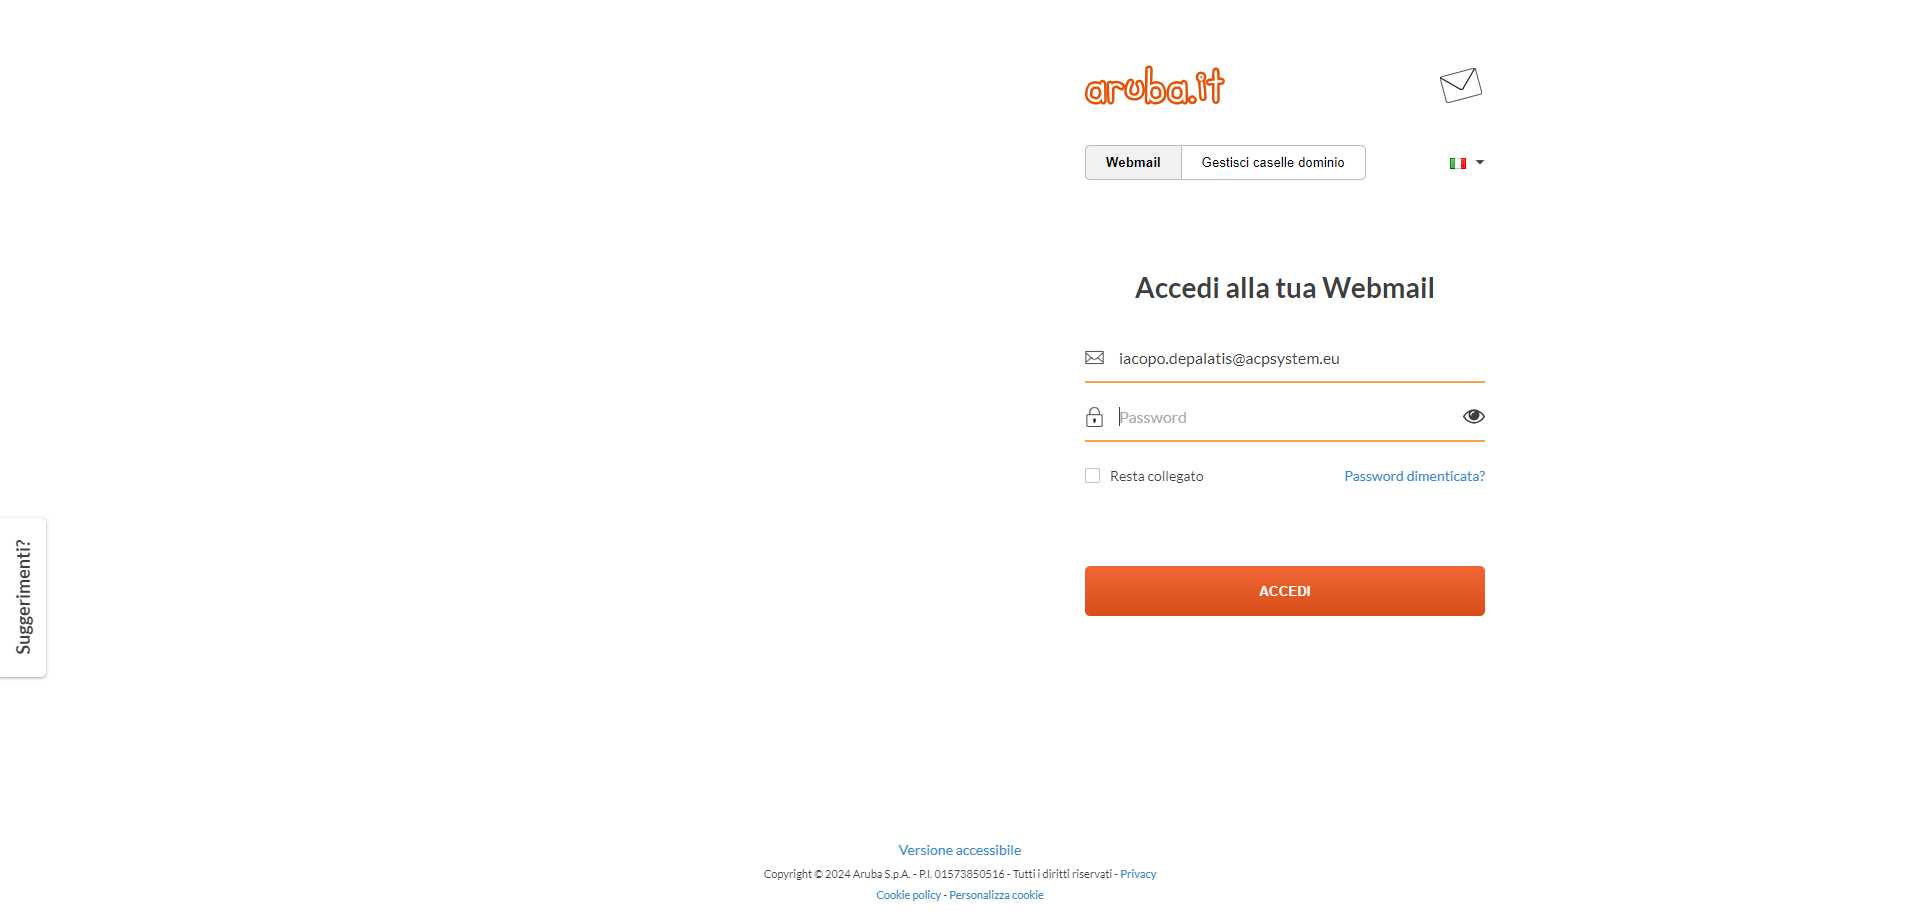 aruba.it
Webmail
Gestisci caselle dominio
Accedi alla tua Webmail
iacopo.depalatis@acpsystem.eu
Password
Resta collegato
Password dimenticata?
ACCEDI
Suggerimenti?
Versione accessibile
Copyright © 2024 Aruba S.p.A. - P.I. 01573850516 - Tutti i diritti riservati - Privacy
Cookie policy - Personalizza cookie